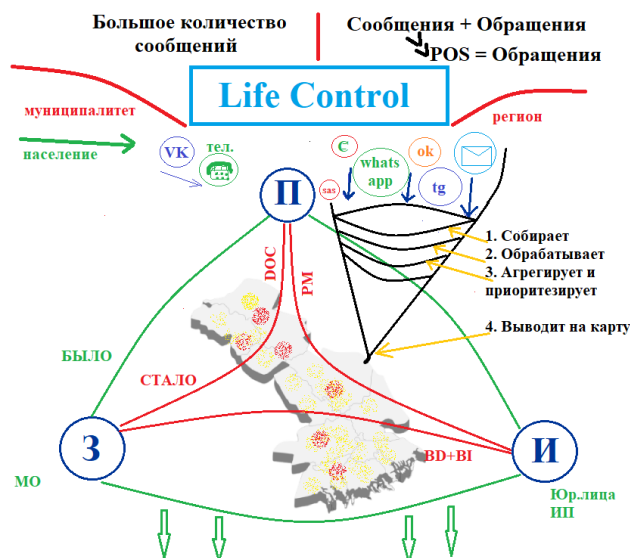 Большое количество
сообщений
Сообщения + Обращения
POS = Обращения
Life Control
муниципалитет
регион
население
VK
тел.
П
sas
€
whats
app
ok
tg
1. Собирает
2. Обрабатывает
3. Агрегирует и
приоритезирует
4. Выводит на карту
DOC
PM
БЫЛО
СТАЛО
З
BD+BI
И
МО
Юр.лица
ИП